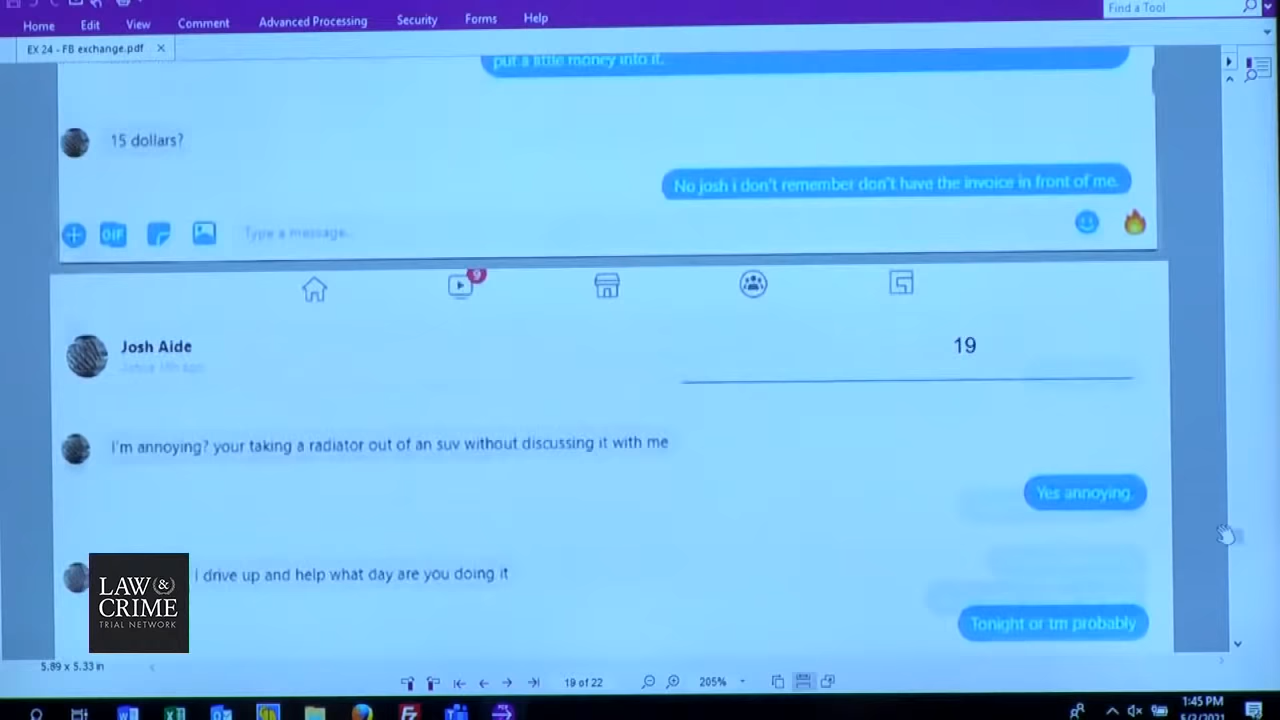 Home Edit View Comment Advanced Processing Security Forms Help
Find a Tool
EX 24 - FB exchange.pdf ×
put a little money into it.
15 dollars?
No josh i don't remember don't have the invoice in front of me.
GIF
Type a message..
9
Josh Aide
19
I'm annoying? your taking a radiator out of an suv without discussing it with me
Yes annoying
I drive up and help what day are you doing it
Tonight or tm probably
LAW &
CRIME
TRIAL NETWORK
5.89 x 5.33 in
19 of 22
205%
1:45 PM